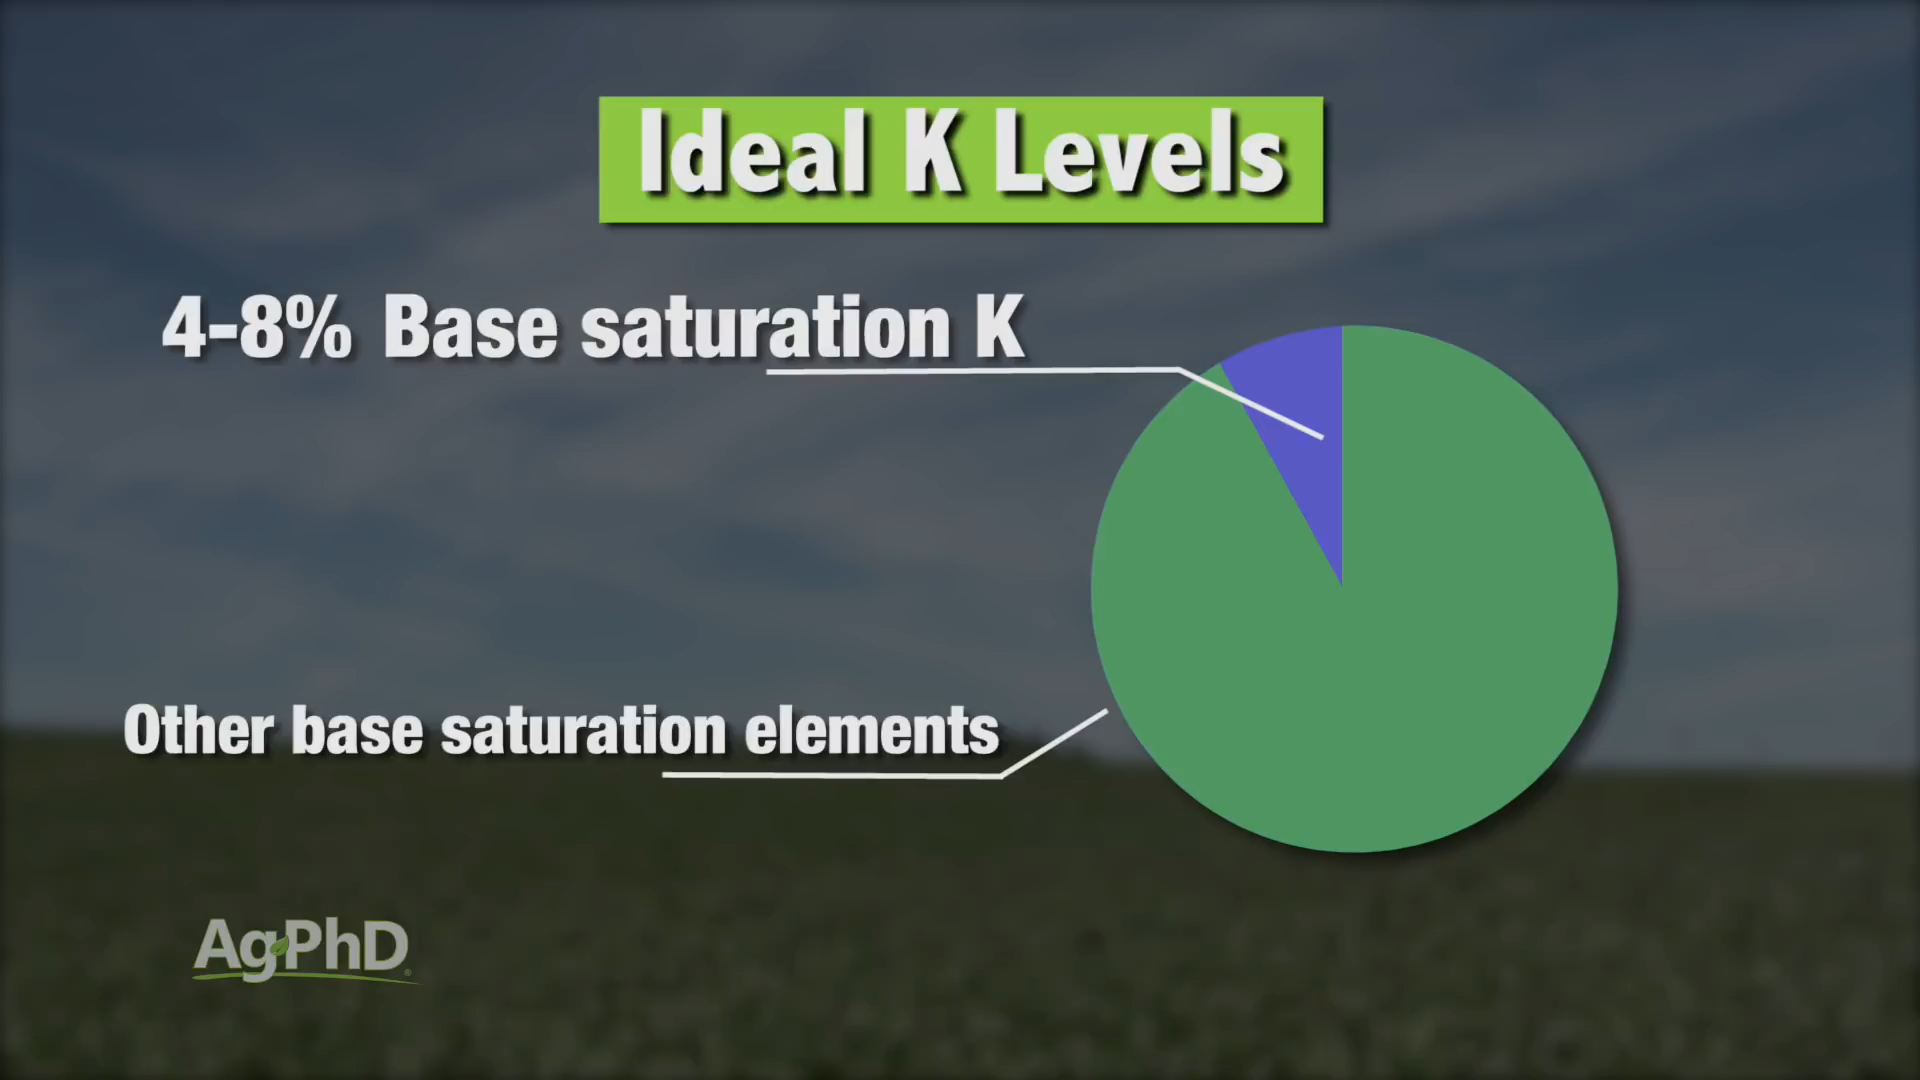 Ideal K Levels
4-8% Base saturation K
Other base saturation elements
AgPhD